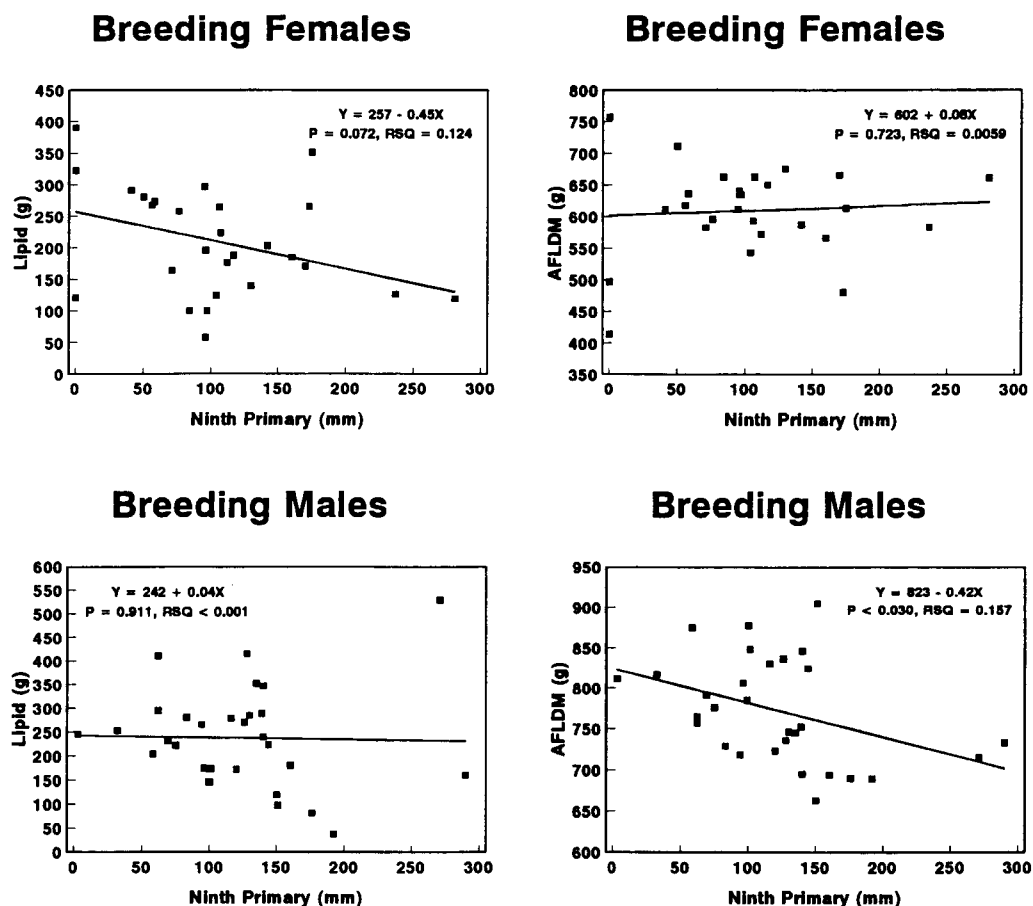 Breeding Females
Y = 257 - 0.45X
P = 0.072, RSQ = 0.124
Lipid (g)
450
400
350
300
250
200
150
100
50
0
0 50 100 150 200 250 300
Ninth Primary (mm)
Breeding Females
Y = 602 + 0.08X
P = 0.723, RSQ = 0.0059
AFLDM (g)
800
750
700
650
600
550
500
450
400
350
0 50 100 150 200 250 300
Ninth Primary (mm)
Breeding Males
Y = 242 + 0.04X
P = 0.911, RSQ < 0.001
Lipid (g)
600
550
500
450
400
350
300
250
200
150
100
50
0
0 50 100 150 200 250 300
Ninth Primary (mm)
Breeding Males
Y = 823 - 0.42X
P < 0.030, RSQ = 0.157
AFLDM (g)
950
900
850
800
750
700
650
600
0 50 100 150 200 250 300
Ninth Primary (mm)